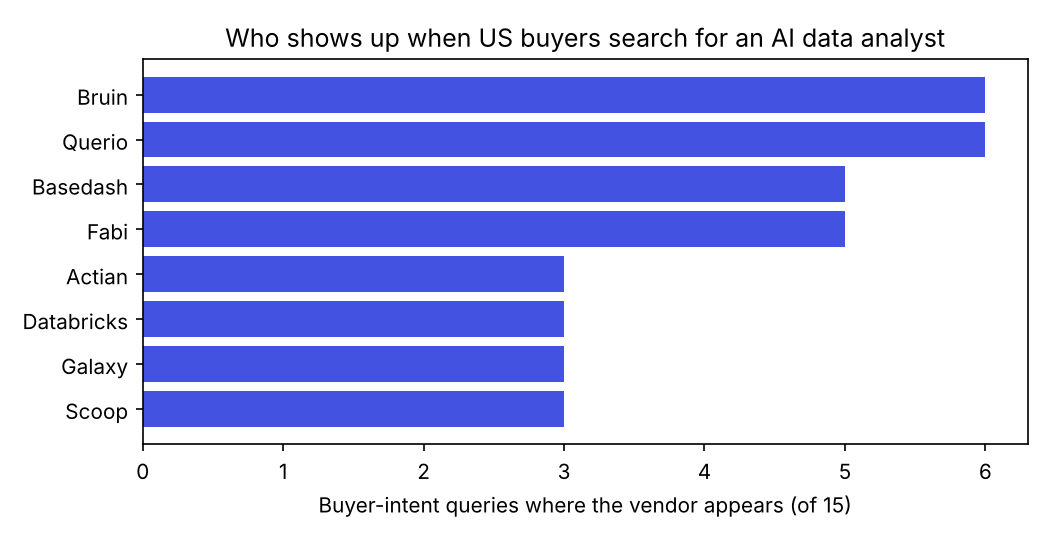 Who shows up when US buyers search for an AI data analyst
Bruin
Querio
Basedash
Fabi
Actian
Databricks
Galaxy
Scoop
0 1 2 3 4 5 6
Buyer-intent queries where the vendor appears (of 15)